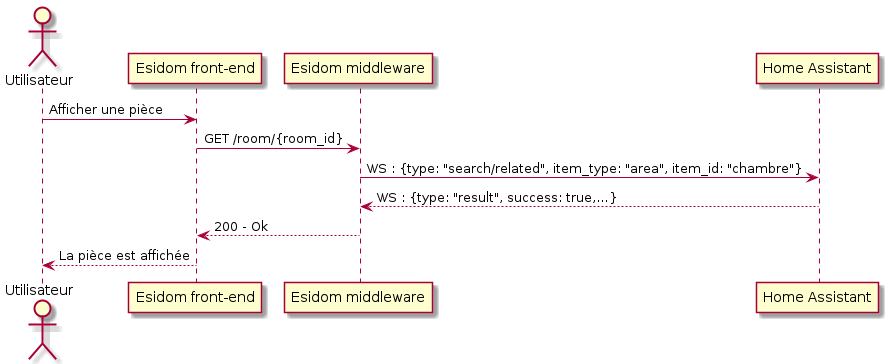 Utilisateur
Esidom front-end
Esidom middleware
Home Assistant
Afficher une pièce
GET /room/{room_id}
WS : {type: "search/related", item_type: "area", item_id: "chambre"}
WS : {type: "result", success: true,...}
200 - Ok
La pièce est affichée
Utilisateur
Esidom front-end
Esidom middleware
Home Assistant